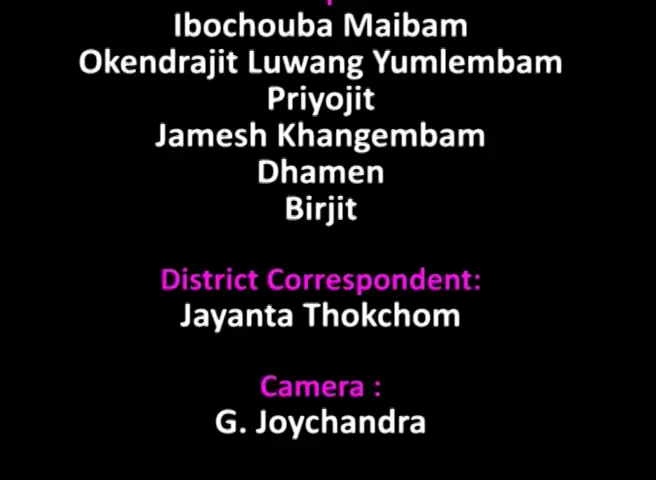 Ibochouba Maibam
Okendrajit Luwang Yumlembam
Priyojit
Jamesh Khangembam
Dhamen
Birjit
District Correspondent:
Jayanta Thokchom
Camera :
G. Joychandra